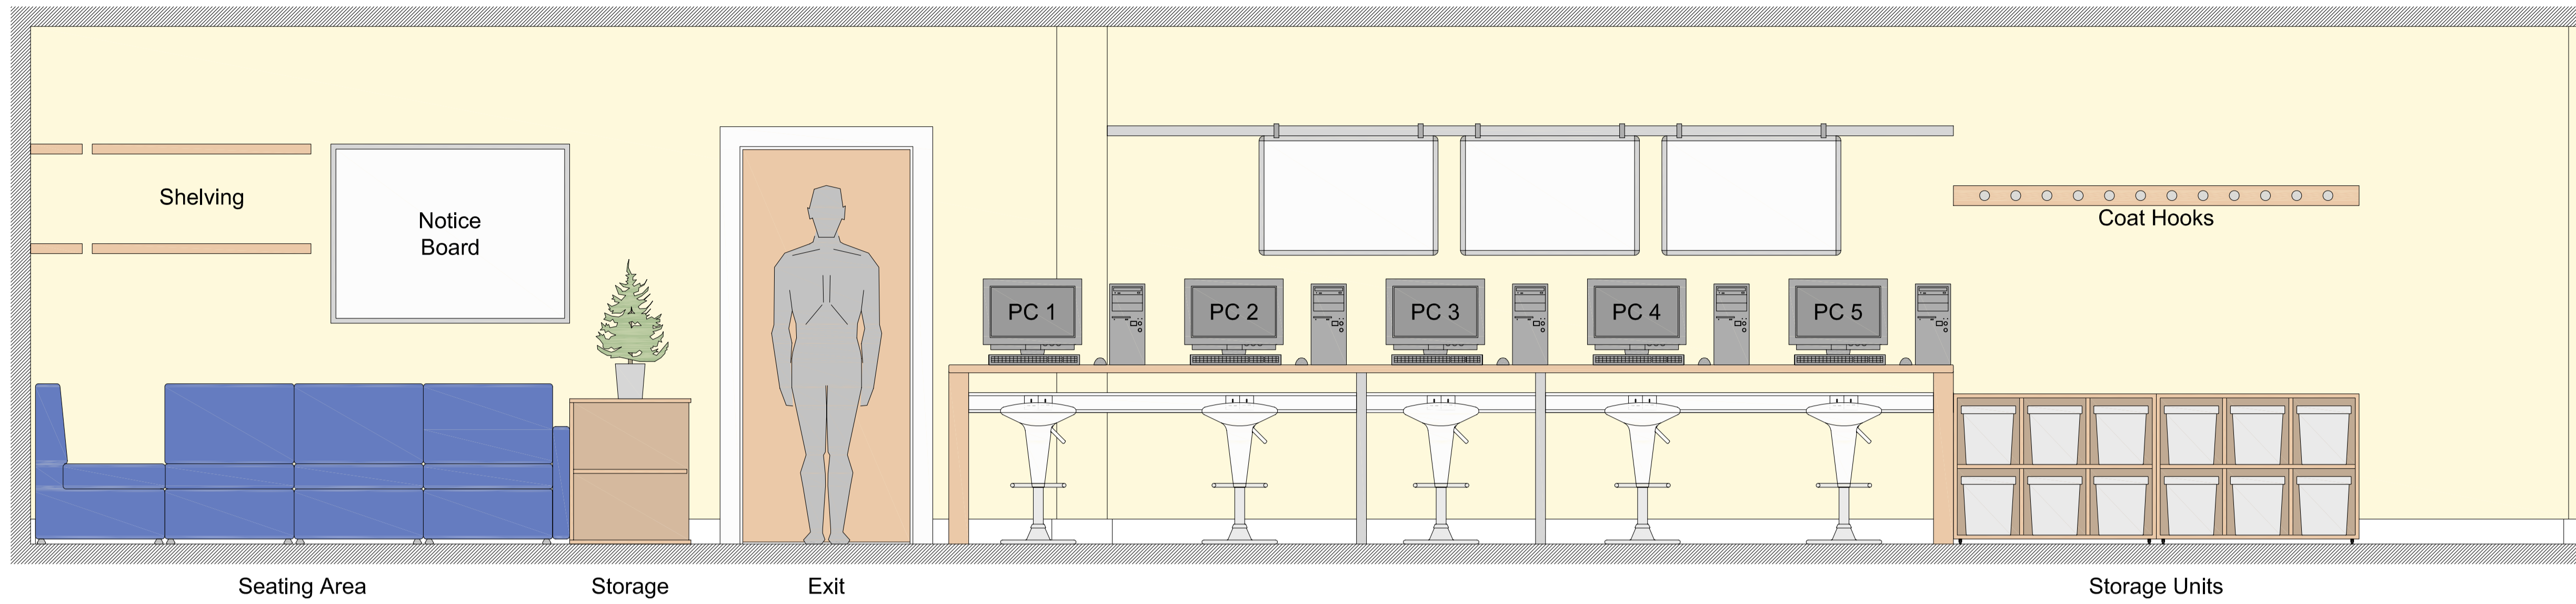 Shelving
Notice
Board
Coat Hooks
PC 1
PC 2
PC 3
PC 4
PC 5
Seating Area
Storage
Exit
Storage Units